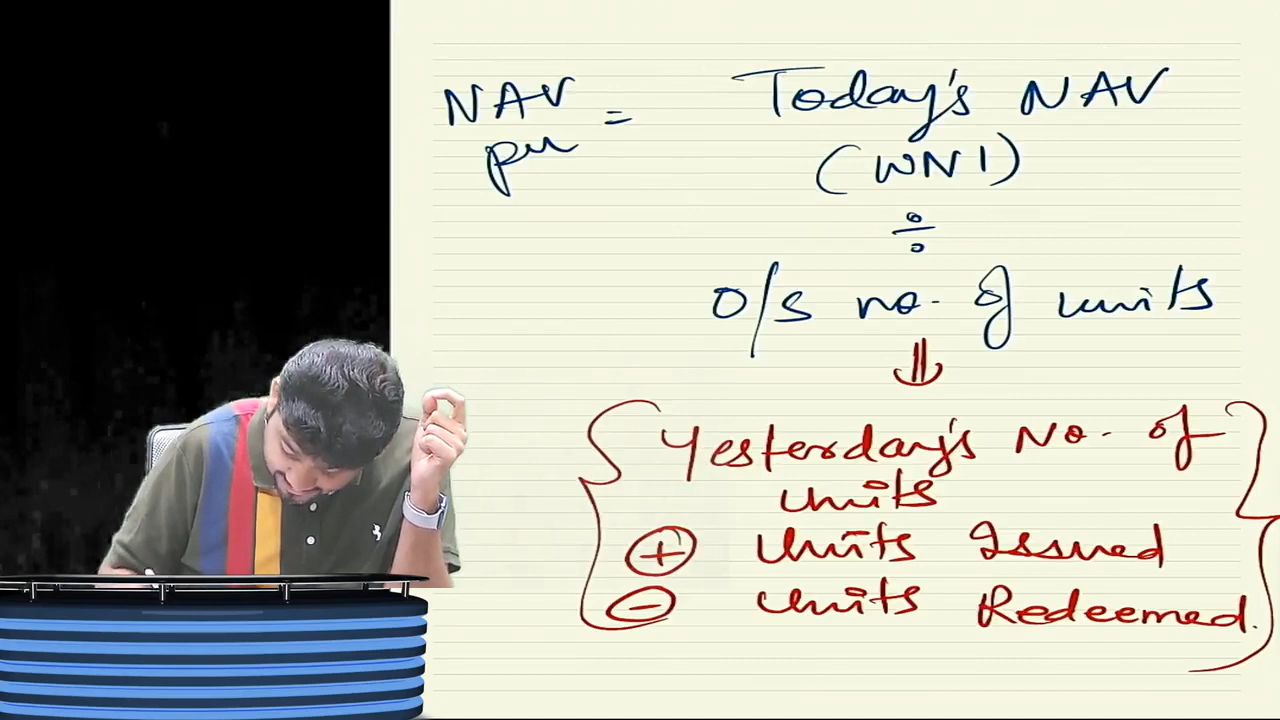 NAV = Today's NAV
pu (WN1)
÷
O/S no. of units
⇓
Yesterday's No. of
units
+ units Issued
- units Redeemed.